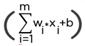 (∑_{i=1}^{m} w_i * x_i + b)